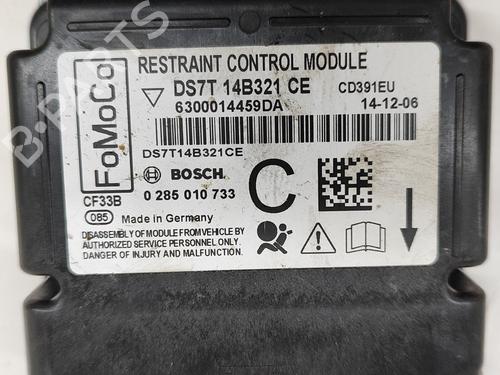 RESTRAINT CONTROL MODULE
DS7T 14B321 CE
CD391EU
6300014459DA
14-12-06
FoMoCo
DS7T14B321CE
BOSCH
C
CF33B
0 285 010 733
085 Made in Germany
DISASSEMBLY OF MODULE FROM VEHICLE BY
AUTHORIZED SERVICE PERSONNEL ONLY.
DANGER OF INJURY AND MALFUNCTION.
B-PARTS